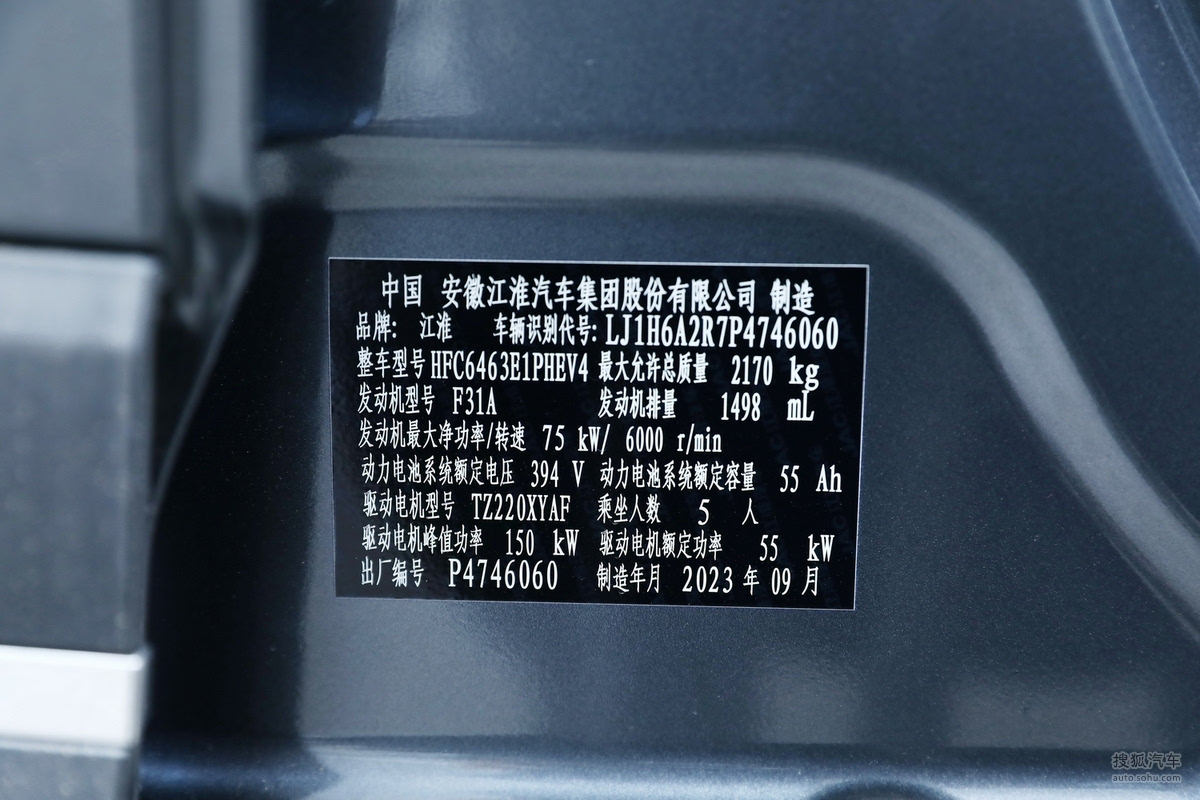 中国 安徽江淮汽车集团股份有限公司 制造
品牌: 江淮 车辆识别代号: LJ1H6A2R7P4746060
整车型号 HFC6463E1PHEV4 最大允许总质量 2170 kg
发动机型号 F31A 发动机排量 1498 mL
发动机最大净功率/转速 75 kW/ 6000 r/min
动力电池系统额定电压 394 V 动力电池系统额定容量 55 Ah
驱动电机型号 TZ220XYAF 乘坐人数 5 人
驱动电机峰值功率 150 kW 驱动电机额定功率 55 kW
出厂编号 P4746060 制造年月 2023 年 09 月
搜狐汽车
auto.sohu.com